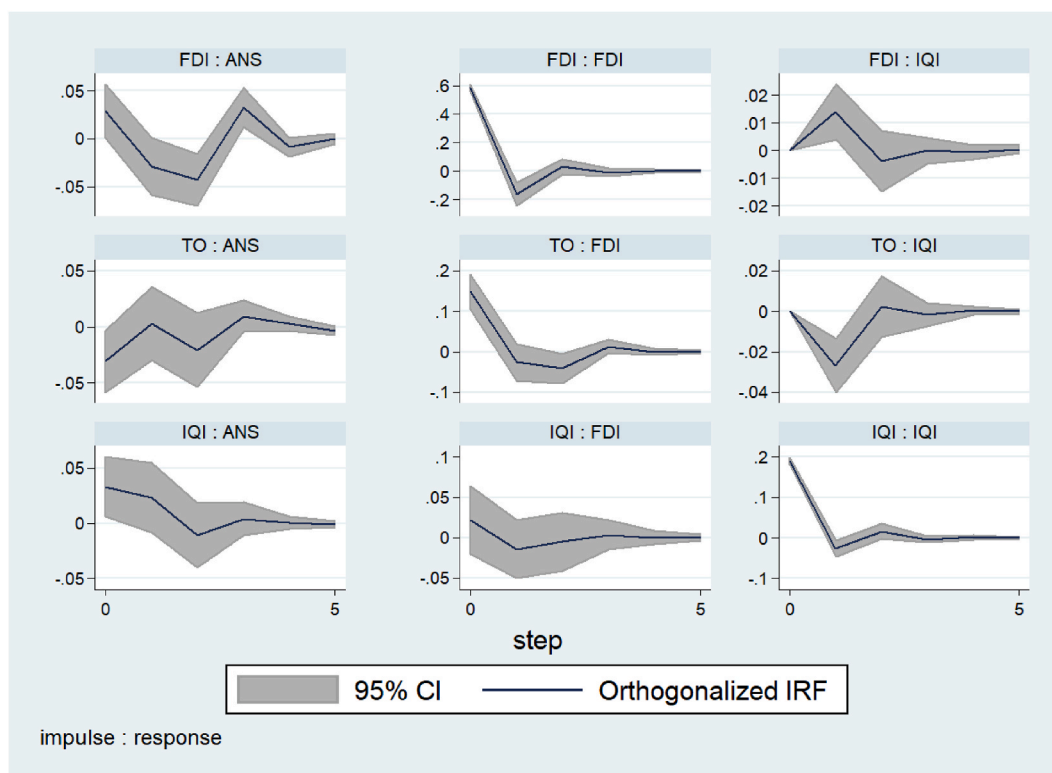 FDI : ANS
FDI : FDI
FDI : IQI
.05
0
-.05
.6
.4
.2
0
-.2
.02
.01
0
-.01
-.02
TO : ANS
TO : FDI
TO : IQI
.05
0
-.05
.2
.1
0
-.1
.02
0
-.02
-.04
IQI : ANS
IQI : FDI
IQI : IQI
.05
0
-.05
.1
.05
0
-.05
.2
.1
0
-.1
0 5
0 5
0 5
step
95% CI
Orthogonalized IRF
impulse : response